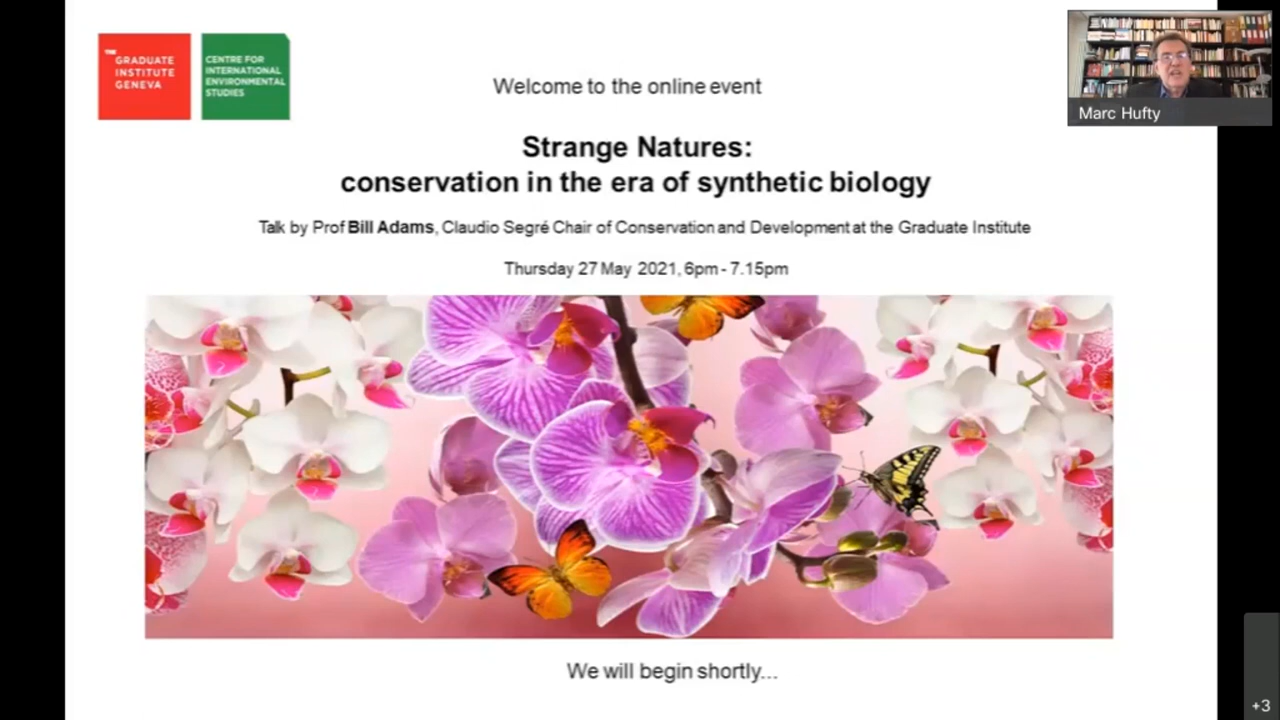 THE
GRADUATE
INSTITUTE
GENEVA
CENTRE FOR
INTERNATIONAL
ENVIRONMENTAL
STUDIES
Welcome to the online event
Marc Hufty
Strange Natures:
conservation in the era of synthetic biology
Talk by Prof Bill Adams, Claudio Segré Chair of Conservation and Development at the Graduate Institute
Thursday 27 May 2021, 6pm - 7.15pm
We will begin shortly...
+3